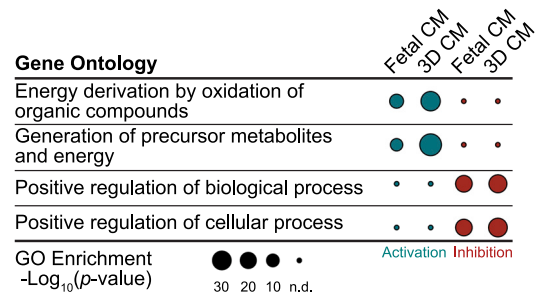 Fetal CM
3D CM
Fetal CM
3D CM
Gene Ontology
Energy derivation by oxidation of
organic compounds
Generation of precursor metabolites
and energy
Positive regulation of biological process
Positive regulation of cellular process
Activation Inhibition
GO Enrichment
-Log10(p-value)
30 20 10 n.d.